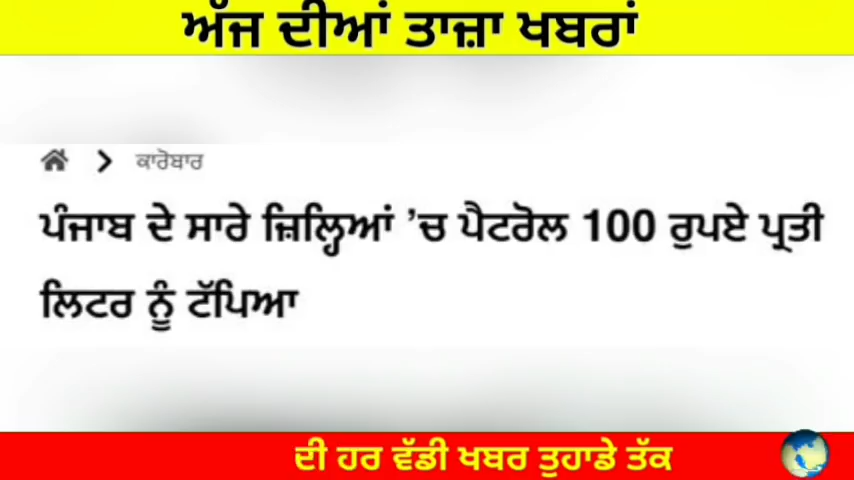 ਅੱਜ ਦੀਆਂ ਤਾਜ਼ਾ ਖਬਰਾਂ
ਕਾਰੋਬਾਰ
ਪੰਜਾਬ ਦੇ ਸਾਰੇ ਜ਼ਿਲ੍ਹਿਆਂ ’ਚ ਪੈਟਰੋਲ 100 ਰੁਪਏ ਪ੍ਰਤੀ
ਲਿਟਰ ਨੂੰ ਟੱਪਿਆ
ਦੀ ਹਰ ਵੱਡੀ ਖਬਰ ਤੁਹਾਡੇ ਤੱਕ